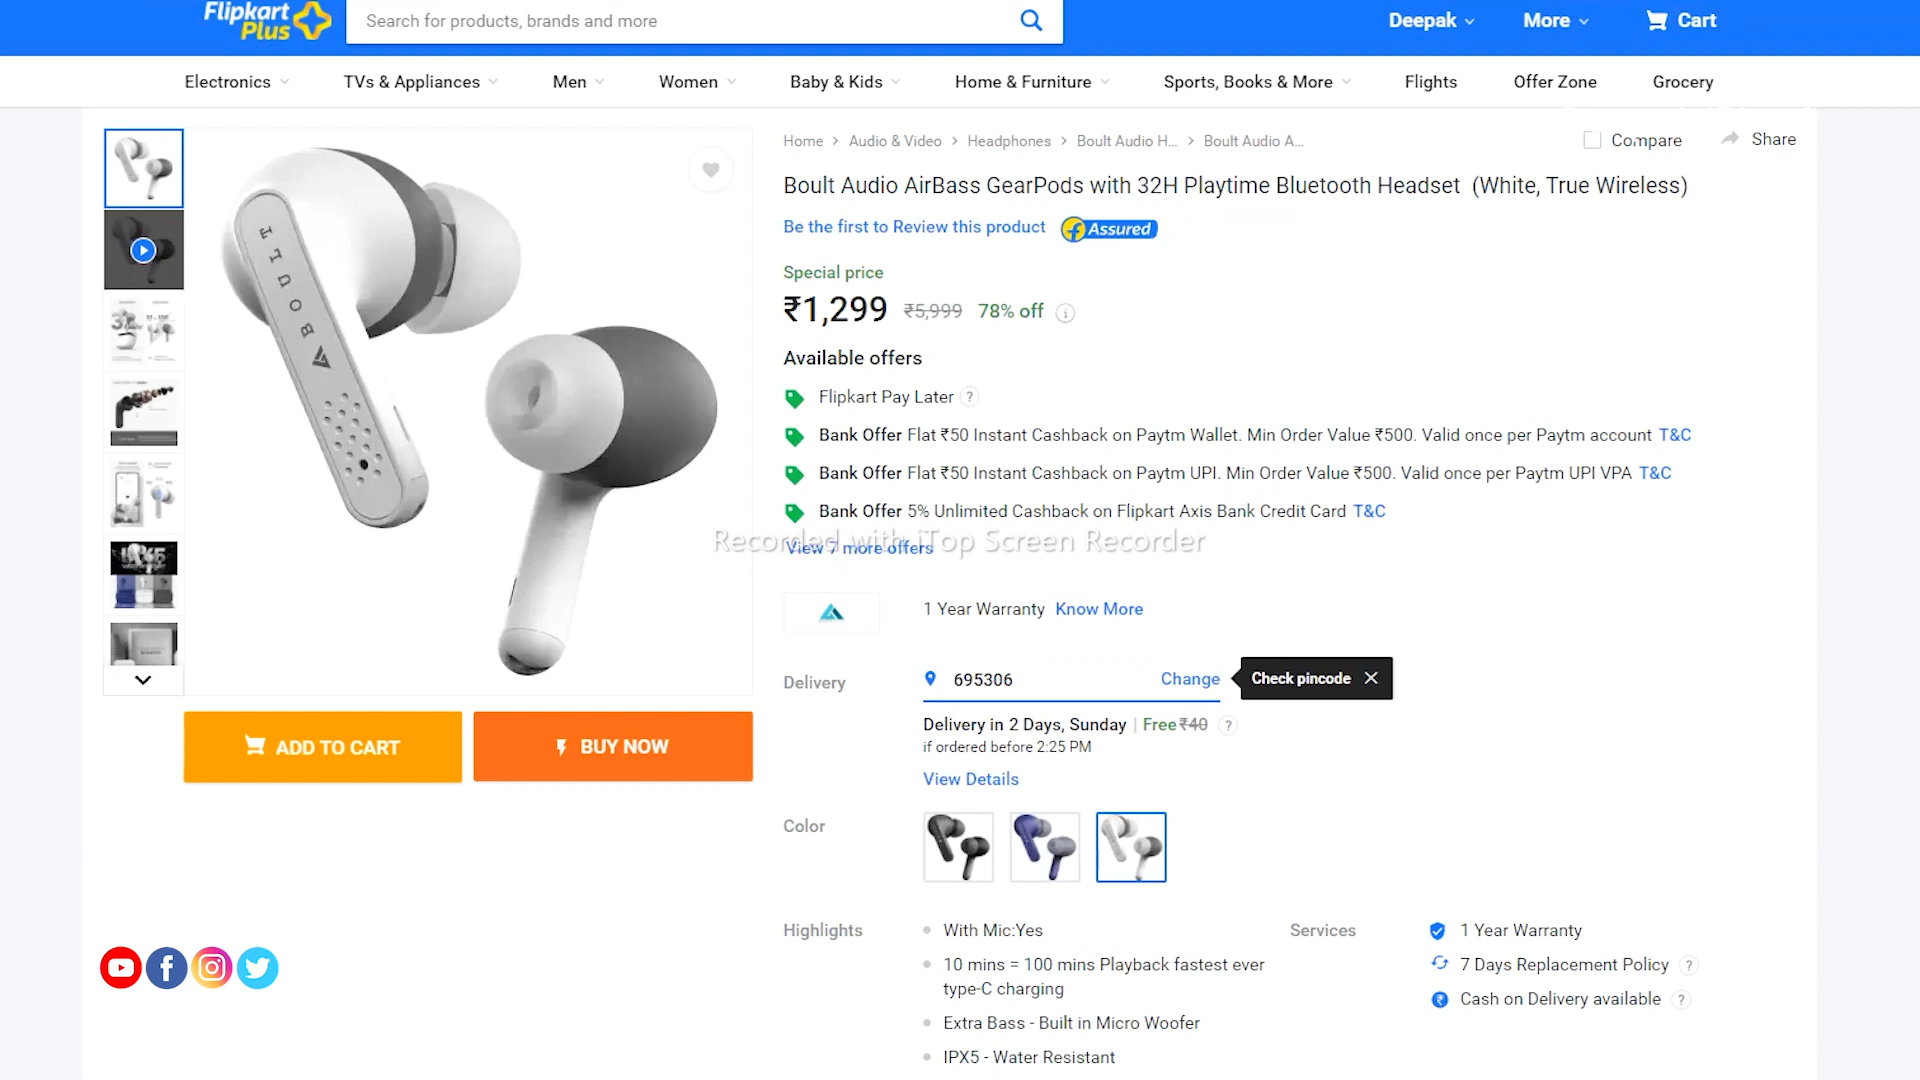 Flipkart
Plus
Search for products, brands and more
Deepak
More
Cart
Electronics
TVs & Appliances
Men
Women
Baby & Kids
Home & Furniture
Sports, Books & More
Flights
Offer Zone
Grocery
Home
Audio & Video
Headphones
Boult Audio H...
Boult Audio A...
Compare
Share
BOULT
Boult Audio AirBass GearPods with 32H Playtime Bluetooth Headset (White, True Wireless)
Be the first to Review this product
Assured
Special price
₹1,299 ₹5,999 78% off
Available offers
Flipkart Pay Later ?
Bank Offer Flat ₹50 Instant Cashback on Paytm Wallet. Min Order Value ₹500. Valid once per Paytm account T&C
Bank Offer Flat ₹50 Instant Cashback on Paytm UPI. Min Order Value ₹500. Valid once per Paytm UPI VPA T&C
Bank Offer 5% Unlimited Cashback on Flipkart Axis Bank Credit Card T&C
Recorded with iTop Screen Recorder
View 7 more offers
1 Year Warranty Know More
Delivery
695306
Change
Check pincode
Delivery in 2 Days, Sunday | Free ₹40 ?
if ordered before 2:25 PM
View Details
ADD TO CART
BUY NOW
Color
Highlights
With Mic:Yes
10 mins = 100 mins Playback fastest ever
type-C charging
Extra Bass - Built in Micro Woofer
IPX5 - Water Resistant
Services
1 Year Warranty
7 Days Replacement Policy ?
Cash on Delivery available ?